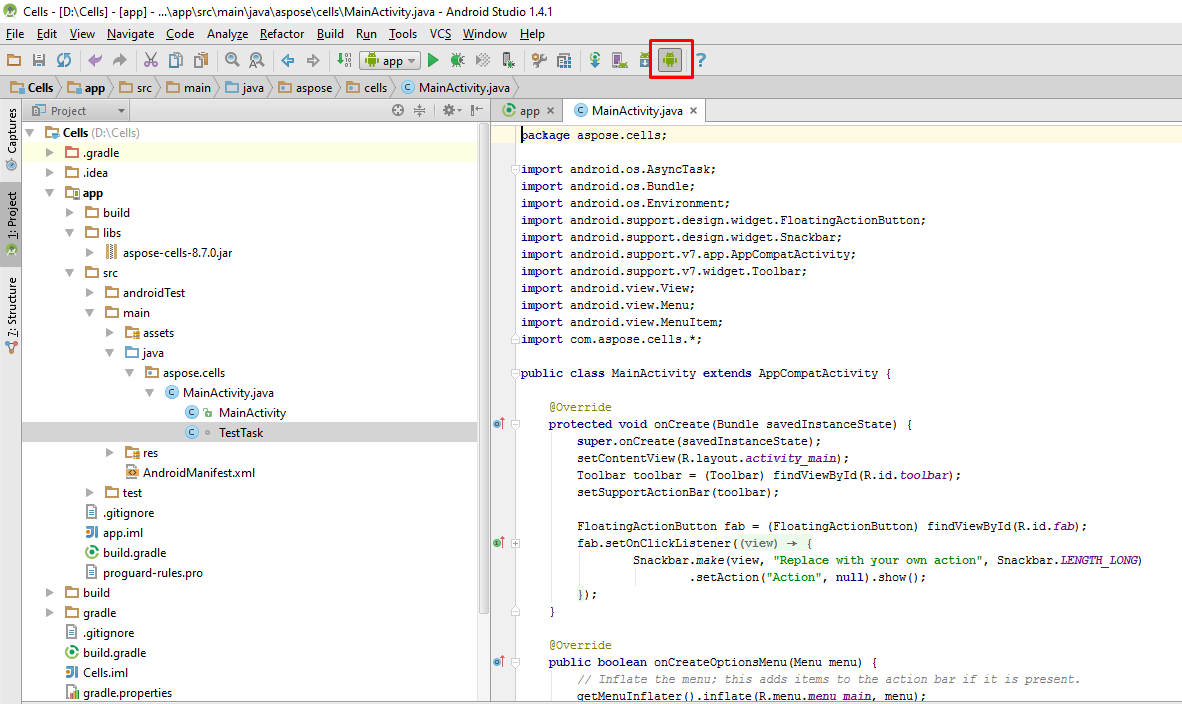 Cells - [D:\Cells] - [app] - ...\app\src\main\java\aspose\cells\MainActivity.java - Android Studio 1.4.1
File Edit View Navigate Code Analyze Refactor Build Run Tools VCS Window Help
app
Cells app src main java aspose cells MainActivity.java
Captures
1: Project
7: Structure
Project
Cells (D:\Cells)
.gradle
.idea
app
build
libs
aspose-cells-8.7.0.jar
src
androidTest
main
assets
java
aspose.cells
MainActivity.java
MainActivity
TestTask
res
AndroidManifest.xml
test
.gitignore
app.iml
build.gradle
proguard-rules.pro
build
gradle
.gitignore
build.gradle
Cells.iml
gradle.properties
app MainActivity.java
package aspose.cells;
import android.os.AsyncTask;
import android.os.Bundle;
import android.os.Environment;
import android.support.design.widget.FloatingActionButton;
import android.support.design.widget.Snackbar;
import android.support.v7.app.AppCompatActivity;
import android.support.v7.widget.Toolbar;
import android.view.View;
import android.view.Menu;
import android.view.MenuItem;
import com.aspose.cells.*;
public class MainActivity extends AppCompatActivity {
@Override
protected void onCreate(Bundle savedInstanceState) {
super.onCreate(savedInstanceState);
setContentView(R.layout.activity_main);
Toolbar toolbar = (Toolbar) findViewById(R.id.toolbar);
setSupportActionBar(toolbar);
FloatingActionButton fab = (FloatingActionButton) findViewById(R.id.fab);
fab.setOnClickListener((view) → {
Snackbar.make(view, "Replace with your own action", Snackbar.LENGTH_LONG)
.setAction("Action", null).show();
});
}
@Override
public boolean onCreateOptionsMenu(Menu menu) {
// Inflate the menu; this adds items to the action bar if it is present.
getMenuInflater().inflate(R.menu.menu_main, menu);